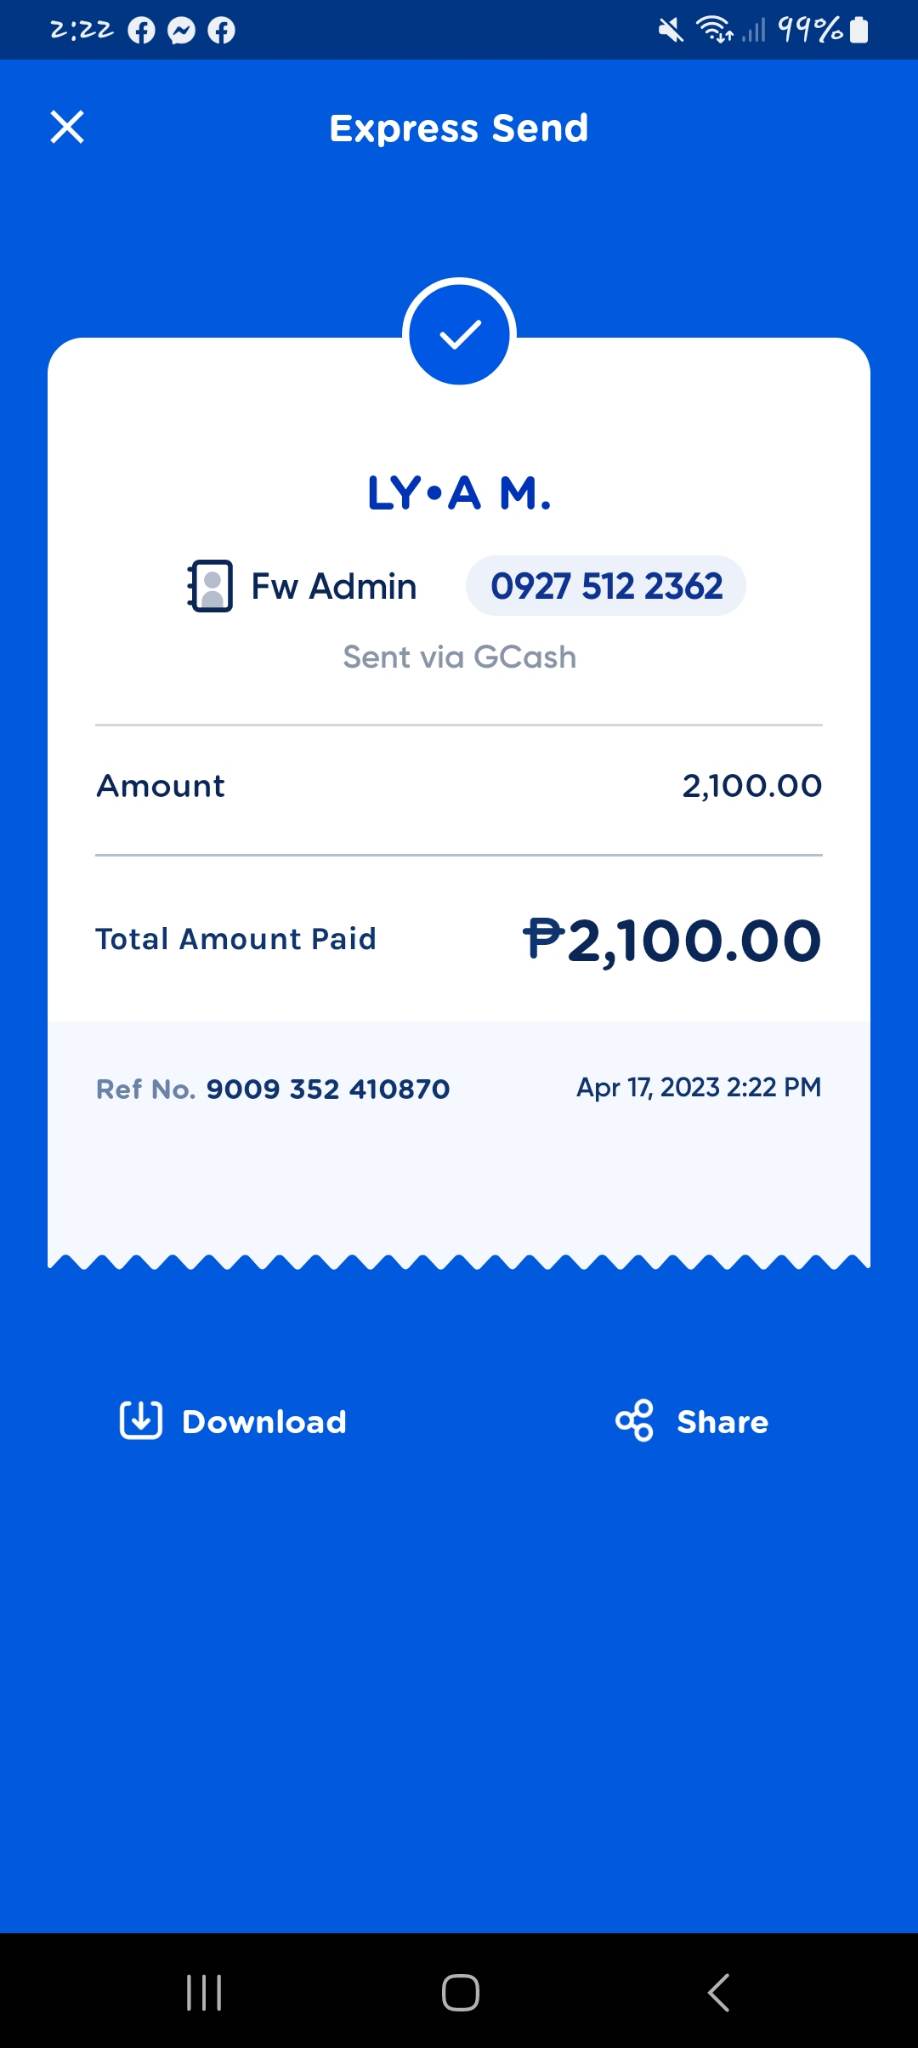 2:22 99%
Express Send
LY•A M.
Fw Admin 0927 512 2362
Sent via GCash
Amount 2,100.00
Total Amount Paid ₱2,100.00
Ref No. 9009 352 410870 Apr 17, 2023 2:22 PM
Download Share